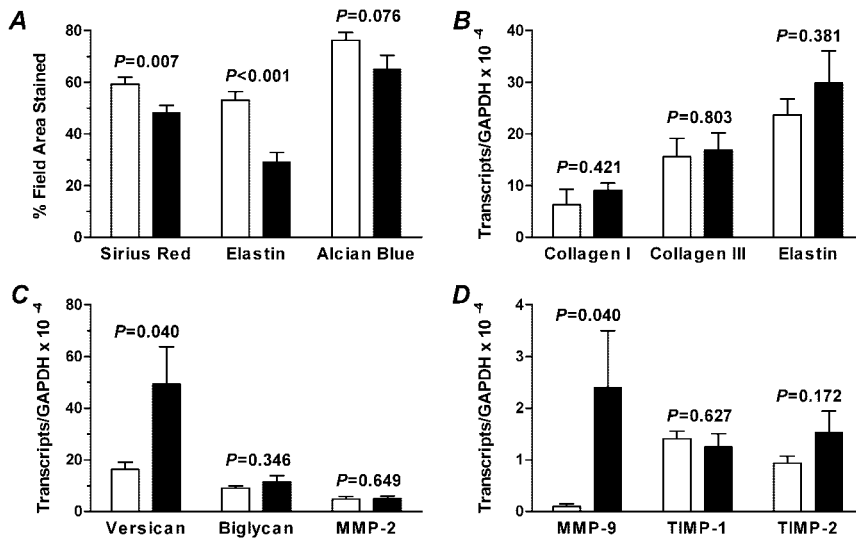 A
% Field Area Stained
80
60
40
20
0
P=0.007
P<0.001
P=0.076
Sirius Red Elastin Alcian Blue
B
Transcripts/GAPDH x 10 -4
40
30
20
10
0
P=0.421
P=0.803
P=0.381
Collagen I Collagen III Elastin
C
Transcripts/GAPDH x 10 -4
80
60
40
20
0
P=0.040
P=0.346
P=0.649
Versican Biglycan MMP-2
D
Transcripts/GAPDH x 10 -4
4
3
2
1
0
P=0.040
P=0.627
P=0.172
MMP-9 TIMP-1 TIMP-2